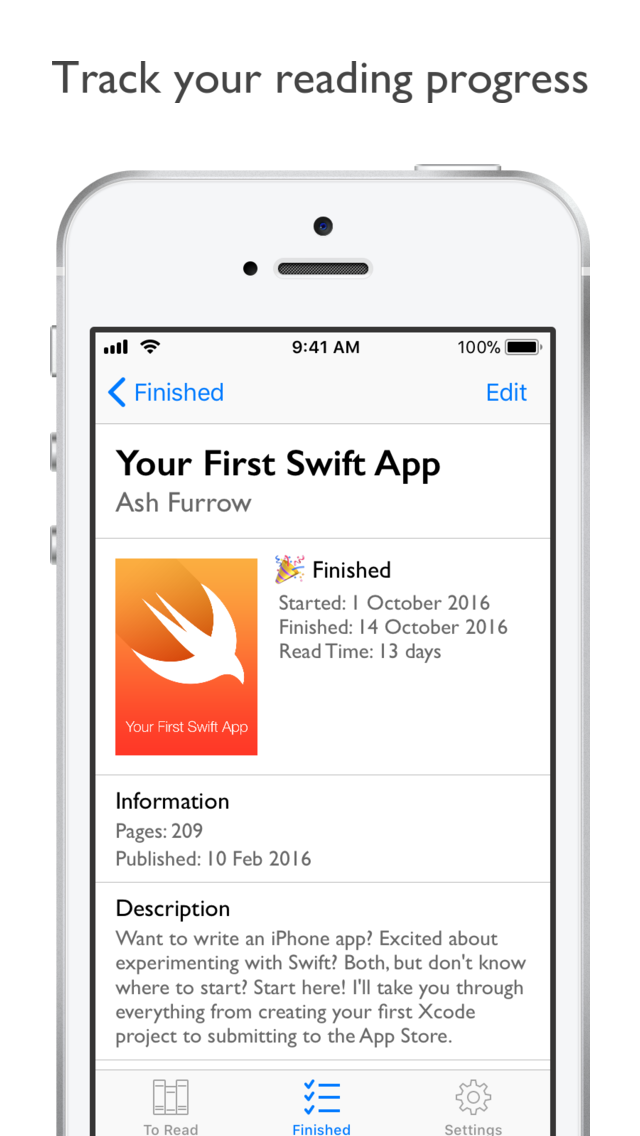 Track your reading progress
9:41 AM
100%
Finished
Edit
Your First Swift App
Ash Furrow
Finished
Started: 1 October 2016
Finished: 14 October 2016
Read Time: 13 days
Your First Swift App
Information
Pages: 209
Published: 10 Feb 2016
Description
Want to write an iPhone app? Excited about
experimenting with Swift? Both, but don't know
where to start? Start here! I'll take you through
everything from creating your first Xcode
project to submitting to the App Store.
To Read
Finished
Settings